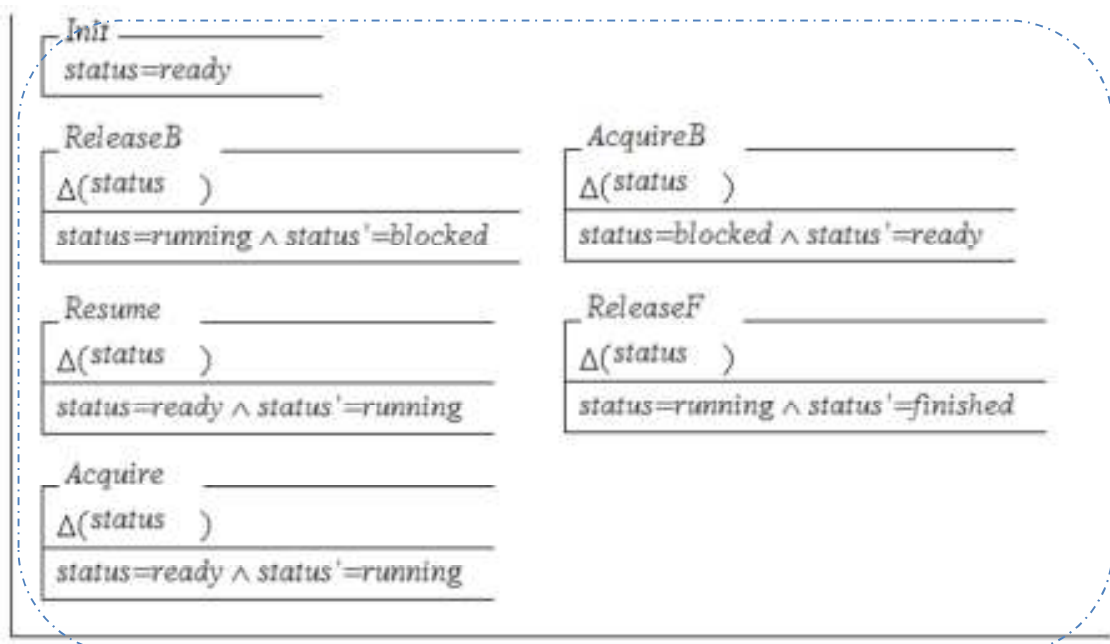 Init
status=ready
ReleaseB
Δ(status )
status=running ∧ status'=blocked
AcquireB
Δ(status )
status=blocked ∧ status'=ready
Resume
Δ(status )
status=ready ∧ status'=running
ReleaseF
Δ(status )
status=running ∧ status'=finished
Acquire
Δ(status )
status=ready ∧ status'=running